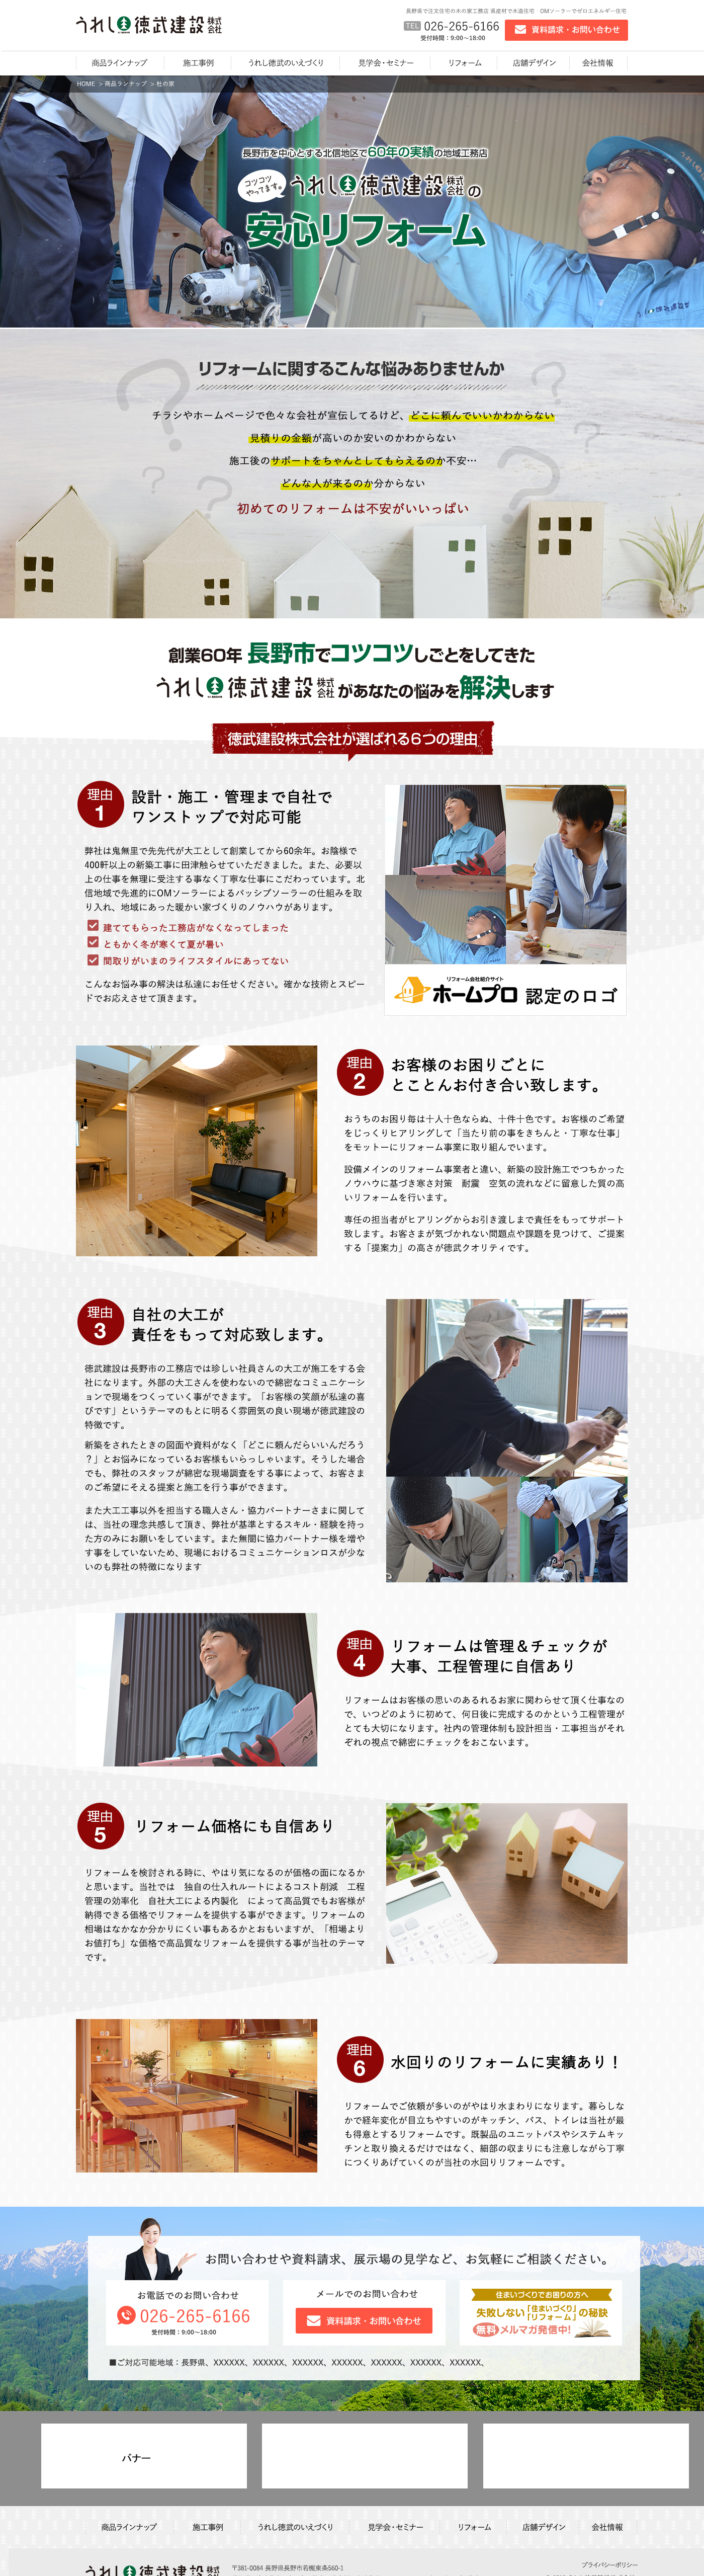 長野県で注文住宅の木の家工務店 県産材で木造住宅　OMソーラーでゼロエネルギー住宅
うれし徳武建設株式会社
TEL 026-265-6166
受付時間：9:00〜18:00
資料請求・お問い合わせ
商品ラインナップ
施工事例
うれし徳武のいえづくり
見学会・セミナー
リフォーム
店舗デザイン
会社情報
HOME ＞商品ランナップ ＞杜の家
長野市を中心とする北信地区で60年の実績の地域工務店
コツコツやってます。
うれし徳武建設株式会社の
安心リフォーム
リフォームに関するこんな悩みありませんか
チラシやホームページで色々な会社が宣伝してるけど、どこに頼んでいいかわからない
見積りの金額が高いのか安いのかわからない
施工後のサポートをちゃんとしてもらえるのか不安…
どんな人が来るのか分からない
初めてのリフォームは不安がいいっぱい
創業60年 長野市でコツコツしごとをしてきた
うれし徳武建設株式会社があなたの悩みを解決します
徳武建設株式会社が選ばれる６つの理由
理由
1
設計・施工・管理まで自社で
ワンストップで対応可能
弊社は鬼無里で先先代が大工として創業してから60余年。お陰様で
400軒以上の新築工事に田津触らせていただきました。また、必要以
上の仕事を無理に受注する事なく丁寧な仕事にこだわっています。北
信地域で先進的にOMソーラーによるパッシブソーラーの仕組みを取
り入れ、地域にあった暖かい家づくりのノウハウがあります。
建ててもらった工務店がなくなってしまった
ともかく冬が寒くて夏が暑い
間取りがいまのライフスタイルにあってない
こんなお悩み事の解決は私達にお任せください。確かな技術とスピー
ドでお応えさせて頂きます。
リフォーム会社紹介サイト
ホームプロ 認定のロゴ
理由
2
お客様のお困りごとに
とことんお付き合い致します。
おうちのお困り毎は十人十色ならぬ、十件十色です。お客様のご希望
をじっくりヒアリングして「当たり前の事をきちんと・丁寧な仕事」
をモットーにリフォーム事業に取り組んでいます。
設備メインのリフォーム事業者と違い、新築の設計施工でつちかった
ノウハウに基づき寒さ対策　耐震　空気の流れなどに留意した質の高
いリフォームを行います。
専任の担当者がヒアリングからお引き渡しまで責任をもってサポート
致します。お客さまが気づかれない問題点や課題を見つけて、ご提案
する「提案力」の高さが徳武クオリティです。
理由
3
自社の大工が
責任をもって対応致します。
徳武建設は長野市の工務店では珍しい社員さんの大工が施工をする会
社になります。外部の大工さんを使わないので綿密なコミュニケーシ
ョンで現場をつくっていく事ができます。「お客様の笑顔が私達の喜
びです」というテーマのもとに明るく雰囲気の良い現場が徳武建設の
特徴です。
新築をされたときの図面や資料がなく「どこに頼んだらいいんだろう
？」とお悩みになっているお客様もいらっしゃいます。そうした場合
でも、弊社のスタッフが綿密な現場調査をする事によって、お客さま
のご希望にそえる提案と施工を行う事ができます。
また大工工事以外を担当する職人さん・協力パートナーさまに関して
は、当社の理念共感して頂き、弊社が基準とするスキル・経験を持っ
た方のみにお願いをしています。また無闇に協力パートナー様を増や
す事をしていないため、現場におけるコミュニケーションロスが少な
いのも弊社の特徴になります
理由
4
リフォームは管理＆チェックが
大事、工程管理に自信あり
リフォームはお客様の思いのあるれるお家に関わらせて頂く仕事なの
で、いつどのように初めて、何日後に完成するのかという工程管理が
とても大切になります。社内の管理体制も設計担当・工事担当がそれ
ぞれの視点で綿密にチェックをおこないます。
理由
5
リフォーム価格にも自信あり
リフォームを検討される時に、やはり気になるのが価格の面になるか
と思います。当社では　独自の仕入れルートによるコスト削減　工程
管理の効率化　自社大工による内製化　によって高品質でもお客様が
納得できる価格でリフォームを提供する事ができます。リフォームの
相場はなかなか分かりにくい事もあるかとおもいますが、「相場より
お値打ち」な価格で高品質なリフォームを提供する事が当社のテーマ
です。
理由
6
水回りのリフォームに実績あり！
リフォームでご依頼が多いのがやはり水まわりになります。暮らしな
かで経年変化が目立ちやすいのがキッチン、バス、トイレは当社が最
も得意とするリフォームです。既製品のユニットバスやシステムキッ
チンと取り換えるだけではなく、細部の収まりにも注意しながら丁寧
につくりあげていくのが当社の水回りリフォームです。
お問い合わせや資料請求、展示場の見学など、お気軽にご相談ください。
お電話でのお問い合わせ
026-265-6166
受付時間：9:00〜18:00
メールでのお問い合わせ
資料請求・お問い合わせ
住まいづくりでお困りの方へ
失敗しない「住まいづくり」「リフォーム」の秘訣
無料メルマガ発信中!
■ご対応可能地域：長野県、XXXXXX、XXXXXX、XXXXXX、XXXXXX、XXXXXX、XXXXXX、XXXXXX、
バナー
商品ラインナップ
施工事例
うれし徳武のいえづくり
見学会・セミナー
リフォーム
店舗デザイン
会社情報
うれし徳武建設株式会社
〒381-0084 長野県長野市若槻東条560-1
プライバシーポリシー